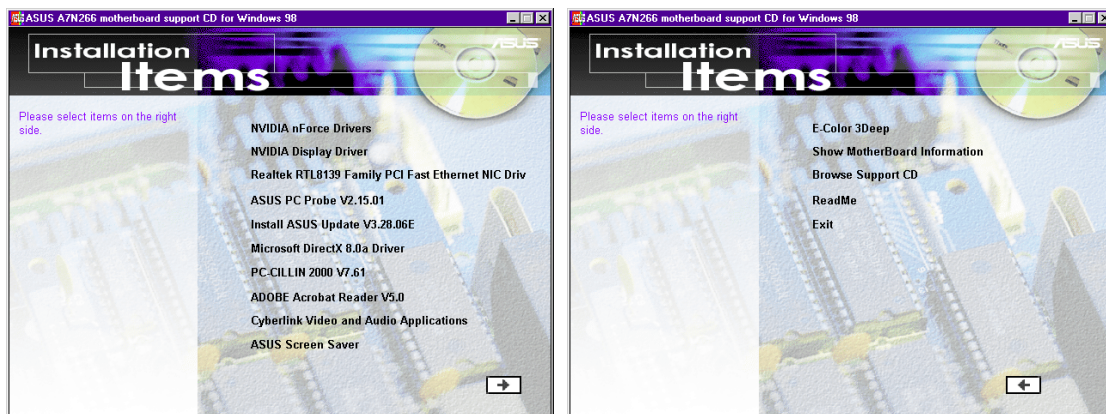 ASUS A7N266 motherboard support CD for Windows 98
ASUS
Installation
Items
Please select items on the right
side.
NVIDIA nForce Drivers
NVIDIA Display Driver
Realtek RTL8139 Family PCI Fast Ethernet NIC Driv
ASUS PC Probe V2.15.01
Install ASUS Update V3.28.06E
Microsoft DirectX 8.0a Driver
PC-CILLIN 2000 V7.61
ADOBE Acrobat Reader V5.0
Cyberlink Video and Audio Applications
ASUS Screen Saver
ASUS A7N266 motherboard support CD for Windows 98
ASUS
Installation
Items
Please select items on the right
side.
E-Color 3Deep
Show MotherBoard Information
Browse Support CD
ReadMe
Exit